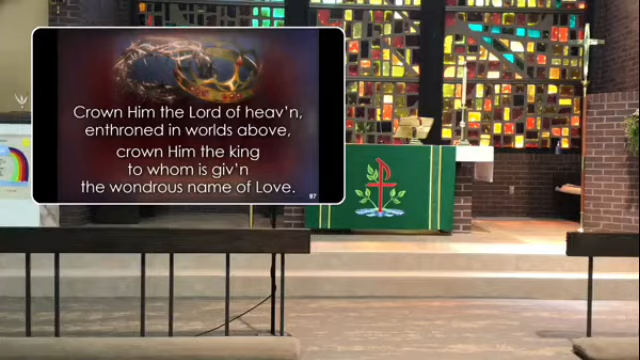 Crown Him the Lord of heav'n,
enthroned in worlds above,
crown Him the king
to whom is giv'n
the wondrous name of Love.
97